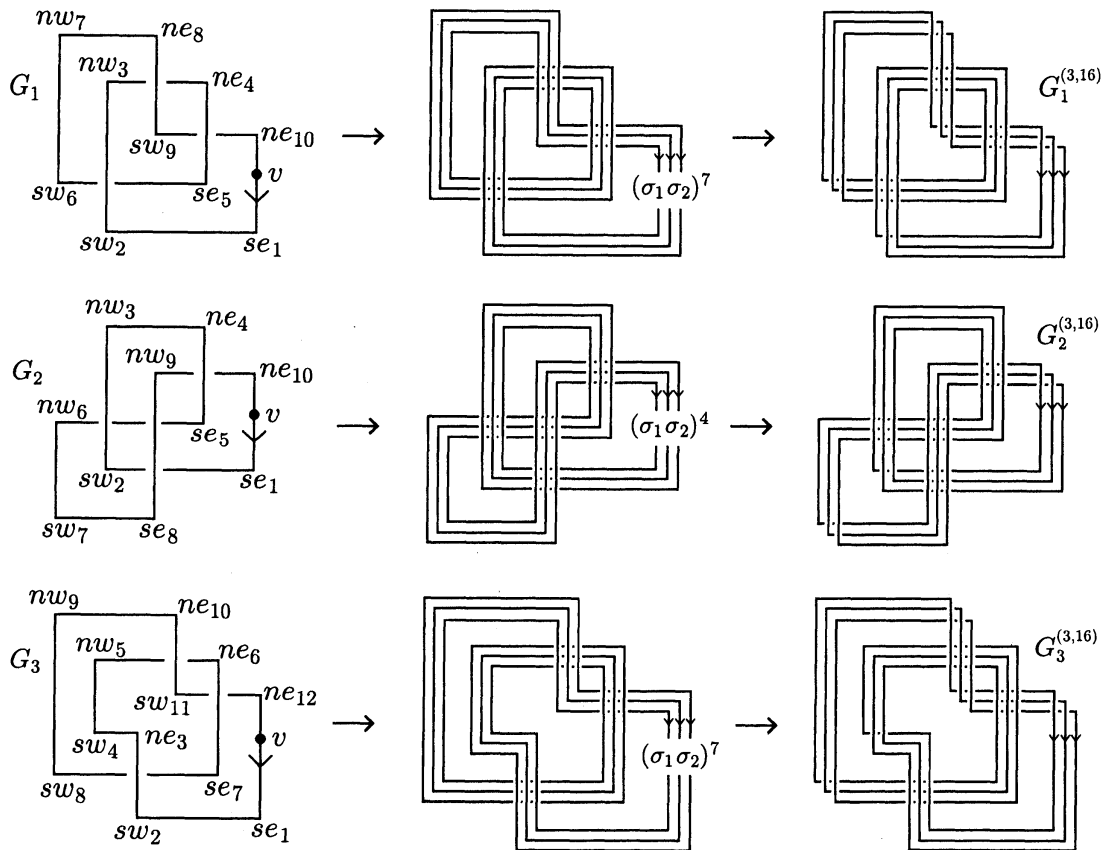 nw₇ ne₈
nw₃ ne₄
G₁ G₁^(3,16)
sw₉ ne₁₀
v
sw₆ se₅ (σ₁σ₂)⁷
sw₂ se₁
nw₃ ne₄
nw₉ G₂^(3,16)
G₂ ne₁₀
nw₆ v
se₅ (σ₁σ₂)⁴
sw₂ se₁
sw₇ se₈
nw₉ ne₁₀
nw₅ ne₆ G₃^(3,16)
G₃
sw₁₁ ne₁₂
sw₄ ne₃ v
(σ₁σ₂)⁷
sw₈ se₇
sw₂ se₁